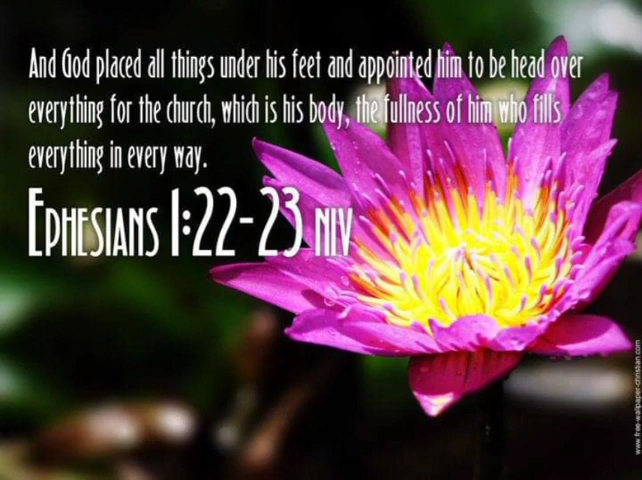 And God placed all things under his feet and appointed him to be head over
everything for the church, which is his body, the fullness of him who fills
everything in every way.
EPHESIANS 1:22-23 NIV
www.free-wallpaper-christian.com